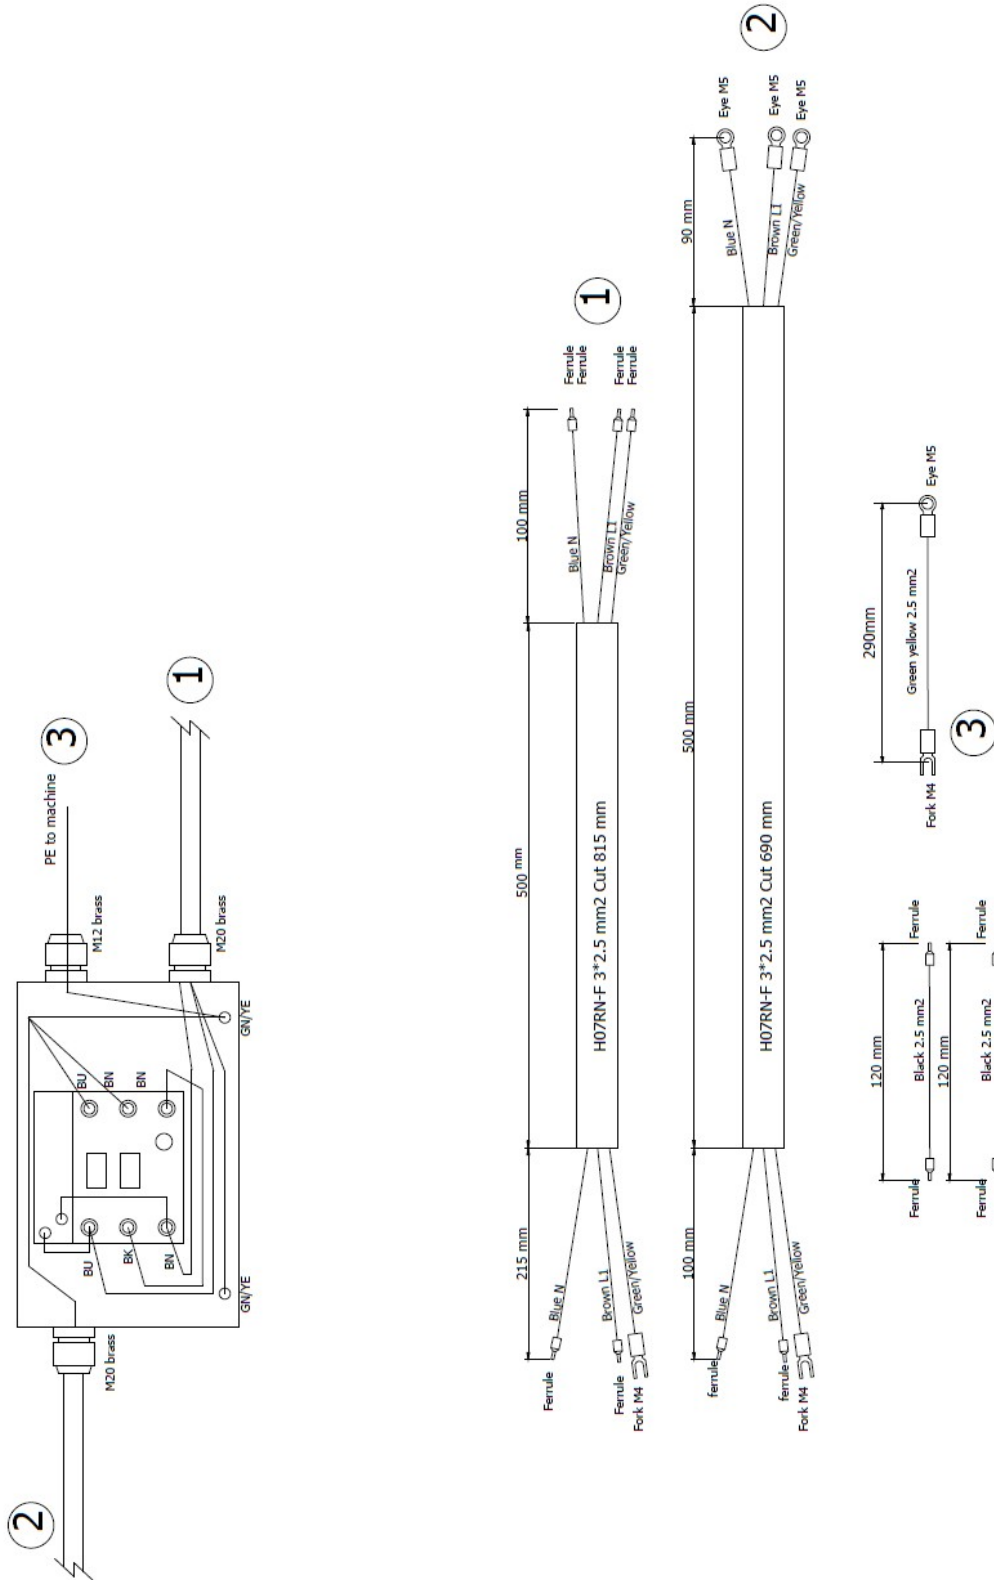 2
M20 brass
GN/YE
BU
BK
BN
BU
BN
BN
GN/YE
M12 brass
PE to machine
3
M20 brass
1
215 mm
500 mm
100 mm
Ferrule
Blue N
Ferrule
Brown L1
Fork M4
Green/Yellow
H07RN-F 3*2.5 mm2 Cut 815 mm
Blue N
Brown L1
Green/Yellow
Ferrule
Ferrule
Ferrule
Ferrule
1
100 mm
500 mm
90 mm
ferrule
Blue N
ferrule
Brown L1
Fork M4
Green/Yellow
H07RN-F 3*2.5 mm2 Cut 690 mm
Blue N
Brown L1
Green/Yellow
Eye M5
Eye M5
Eye M5
2
120 mm
Ferrule
Black 2.5 mm2
Ferrule
120 mm
Ferrule
Black 2.5 mm2
Ferrule
290mm
Fork M4
Green yellow 2.5 mm2
Eye M5
3